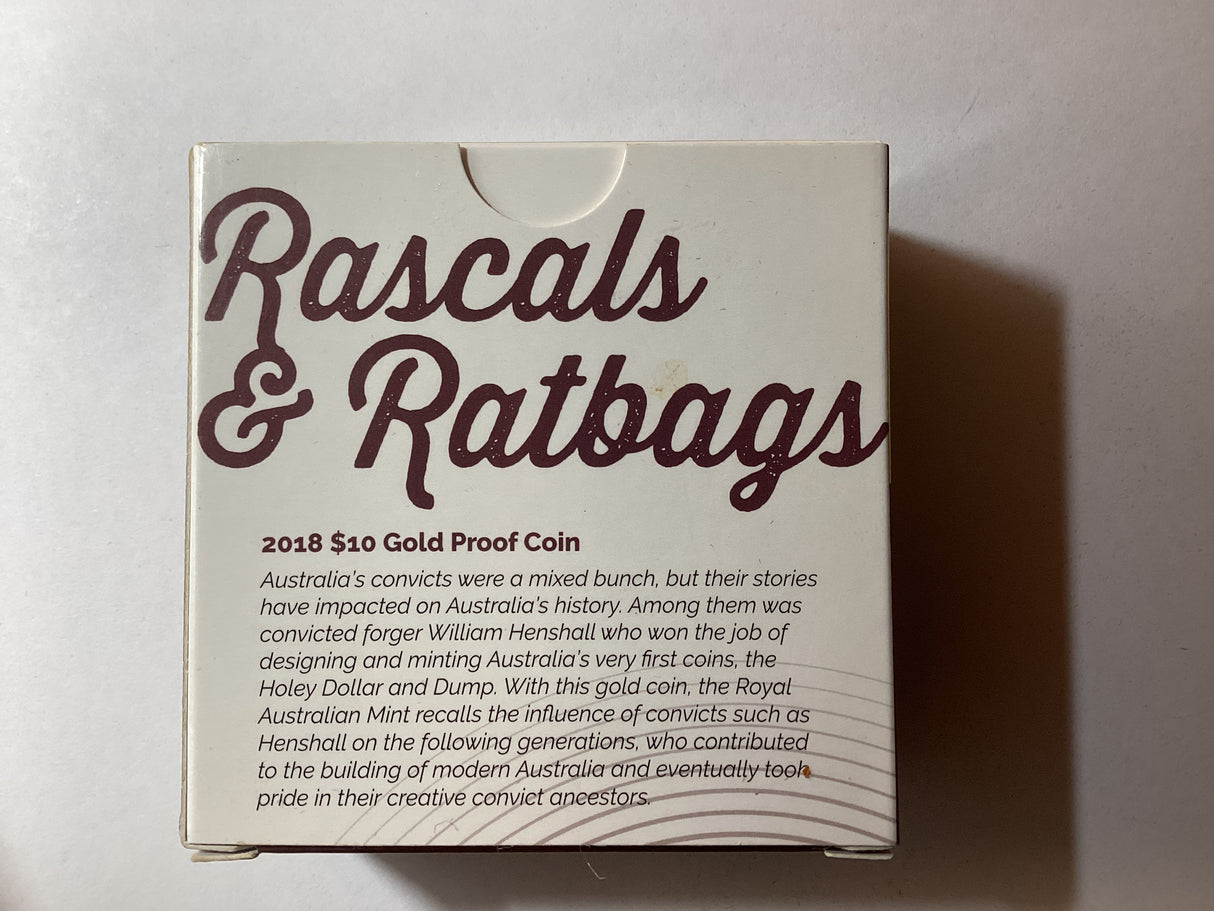 Rascals
& Ratbags
2018 $10 Gold Proof Coin
Australia's convicts were a mixed bunch, but their stories
have impacted on Australia's history. Among them was
convicted forger William Henshall who won the job of
designing and minting Australia's very first coins, the
Holey Dollar and Dump. With this gold coin, the Royal
Australian Mint recalls the influence of convicts such as
Henshall on the following generations, who contributed
to the building of modern Australia and eventually took
pride in their creative convict ancestors.